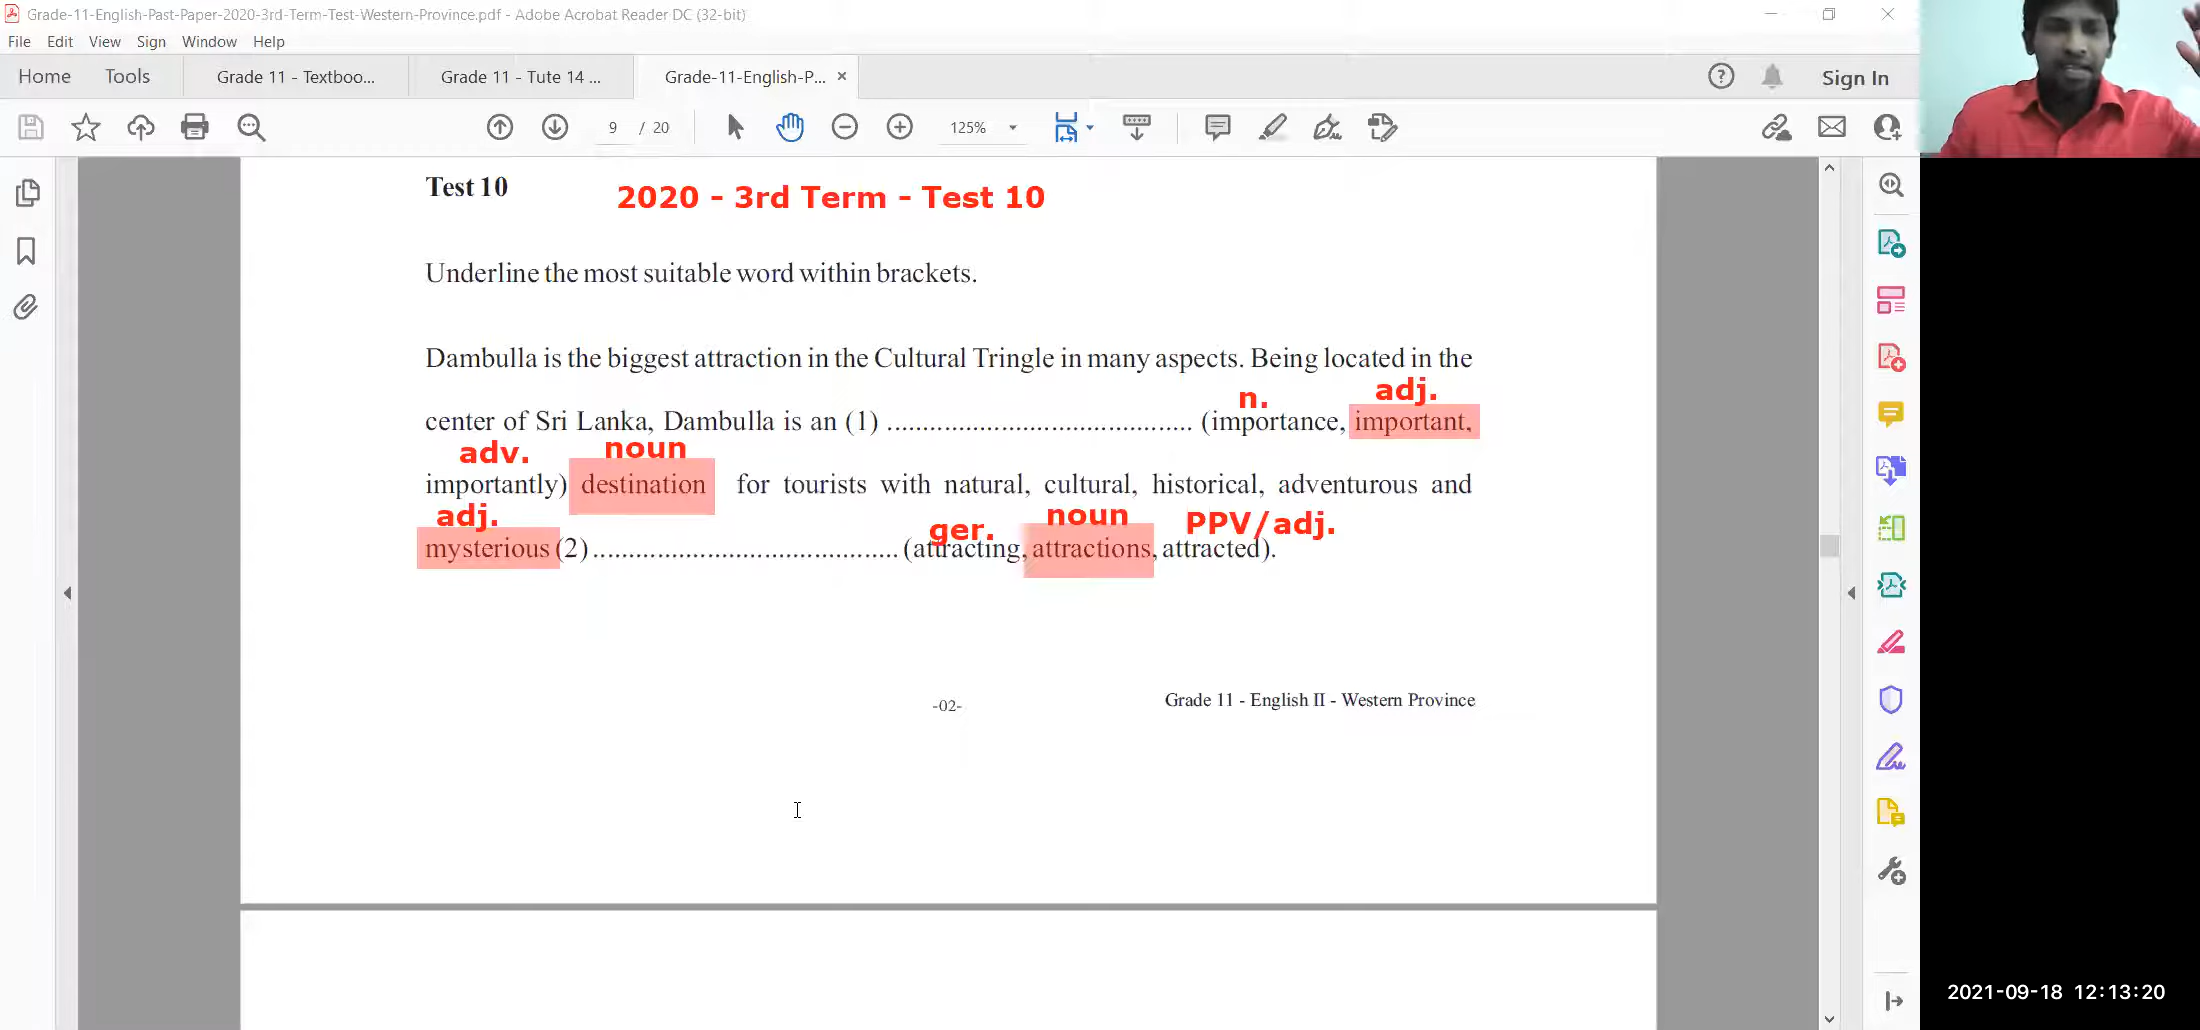 Grade-11-English-Past-Paper-2020-3rd-Term-Test-Western-Province.pdf - Adobe Acrobat Reader DC (32-bit)
File Edit View Sign Window Help
Home Tools Grade 11 - Textboo... Grade 11 - Tute 14 ... Grade-11-English-P... × Sign In
9 / 20 125%
Test 10 2020 - 3rd Term - Test 10
Underline the most suitable word within brackets.
Dambulla is the biggest attraction in the Cultural Tringle in many aspects. Being located in the
n. adj.
center of Sri Lanka, Dambulla is an (1) ................................... (importance, important,
adv. noun
importantly) destination for tourists with natural, cultural, historical, adventurous and
adj. ger. noun PPV/adj.
mysterious (2) ................................... (attracting, attractions, attracted).
-02- Grade 11 - English II - Western Province
2021-09-18 12:13:20